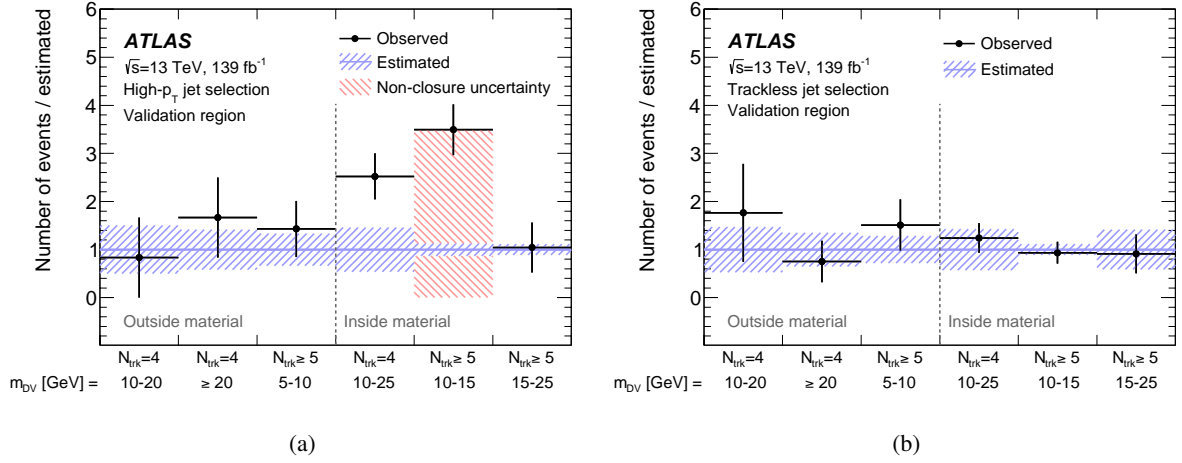 Number of events / estimated
6
5
4
3
2
1
0
ATLAS
√s=13 TeV, 139 fb⁻¹
High-p_T jet selection
Validation region
Observed
Estimated
Non-closure uncertainty
Outside material
Inside material
N_trk=4 N_trk=4 N_trk≥ 5 N_trk=4 N_trk≥ 5 N_trk≥ 5
m_DV [GeV] = 10-20 ≥ 20 5-10 10-25 10-15 15-25
(a)
Number of events / estimated
6
5
4
3
2
1
0
ATLAS
√s=13 TeV, 139 fb⁻¹
Trackless jet selection
Validation region
Observed
Estimated
Outside material
Inside material
N_trk=4 N_trk=4 N_trk≥ 5 N_trk=4 N_trk≥ 5 N_trk≥ 5
m_DV [GeV] = 10-20 ≥ 20 5-10 10-25 10-15 15-25
(b)